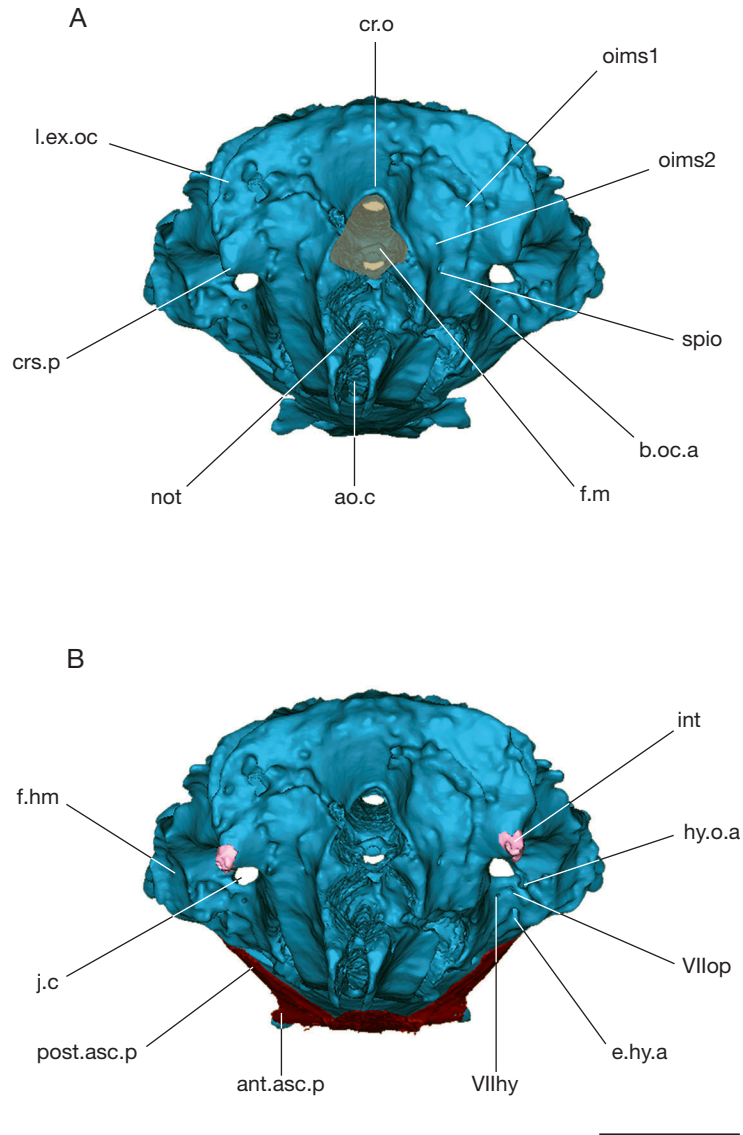 A
cr.o
oims1
l.ex.oc
oims2
crs.p
spio
b.oc.a
not
ao.c
f.m
B
int
f.hm
hy.o.a
j.c
VIIop
post.asc.p
e.hy.a
ant.asc.p
VIIhy